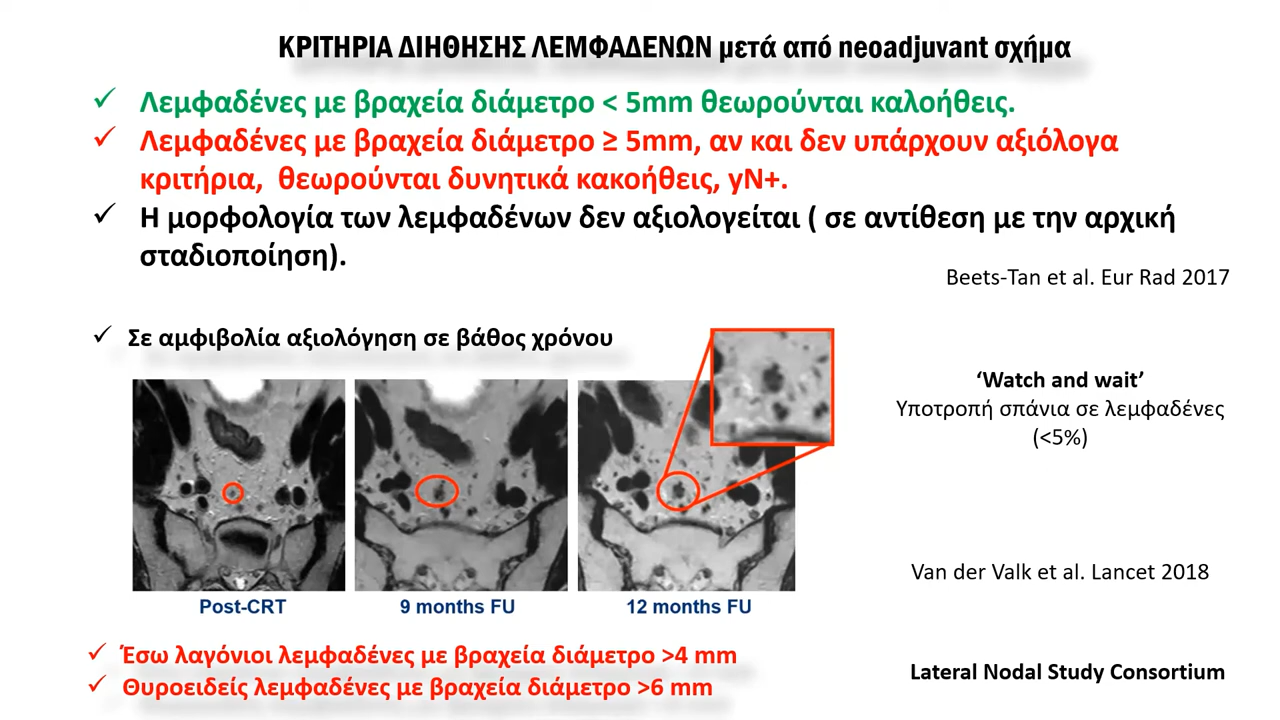 ΚΡΙΤΗΡΙΑ ΔΙΗΘΗΣΗΣ ΛΕΜΦΑΔΕΝΩΝ μετά από neoadjuvant σχήμα
✓ Λεμφαδένες με βραχεία διάμετρο < 5mm θεωρούνται καλοήθεις.
✓ Λεμφαδένες με βραχεία διάμετρο ≥ 5mm, αν και δεν υπάρχουν αξιόλογα
κριτήρια, θεωρούνται δυνητικά κακοήθεις, yN+.
✓ Η μορφολογία των λεμφαδένων δεν αξιολογείται ( σε αντίθεση με την αρχική
σταδιοποίηση).
Beets-Tan et al. Eur Rad 2017
✓ Σε αμφιβολία αξιολόγηση σε βάθος χρόνου
‘Watch and wait’
Υποτροπή σπάνια σε λεμφαδένες
(<5%)
Van der Valk et al. Lancet 2018
Post-CRT
9 months FU
12 months FU
✓ Έσω λαγόνιοι λεμφαδένες με βραχεία διάμετρο >4 mm
✓ Θυροειδείς λεμφαδένες με βραχεία διάμετρο >6 mm
Lateral Nodal Study Consortium